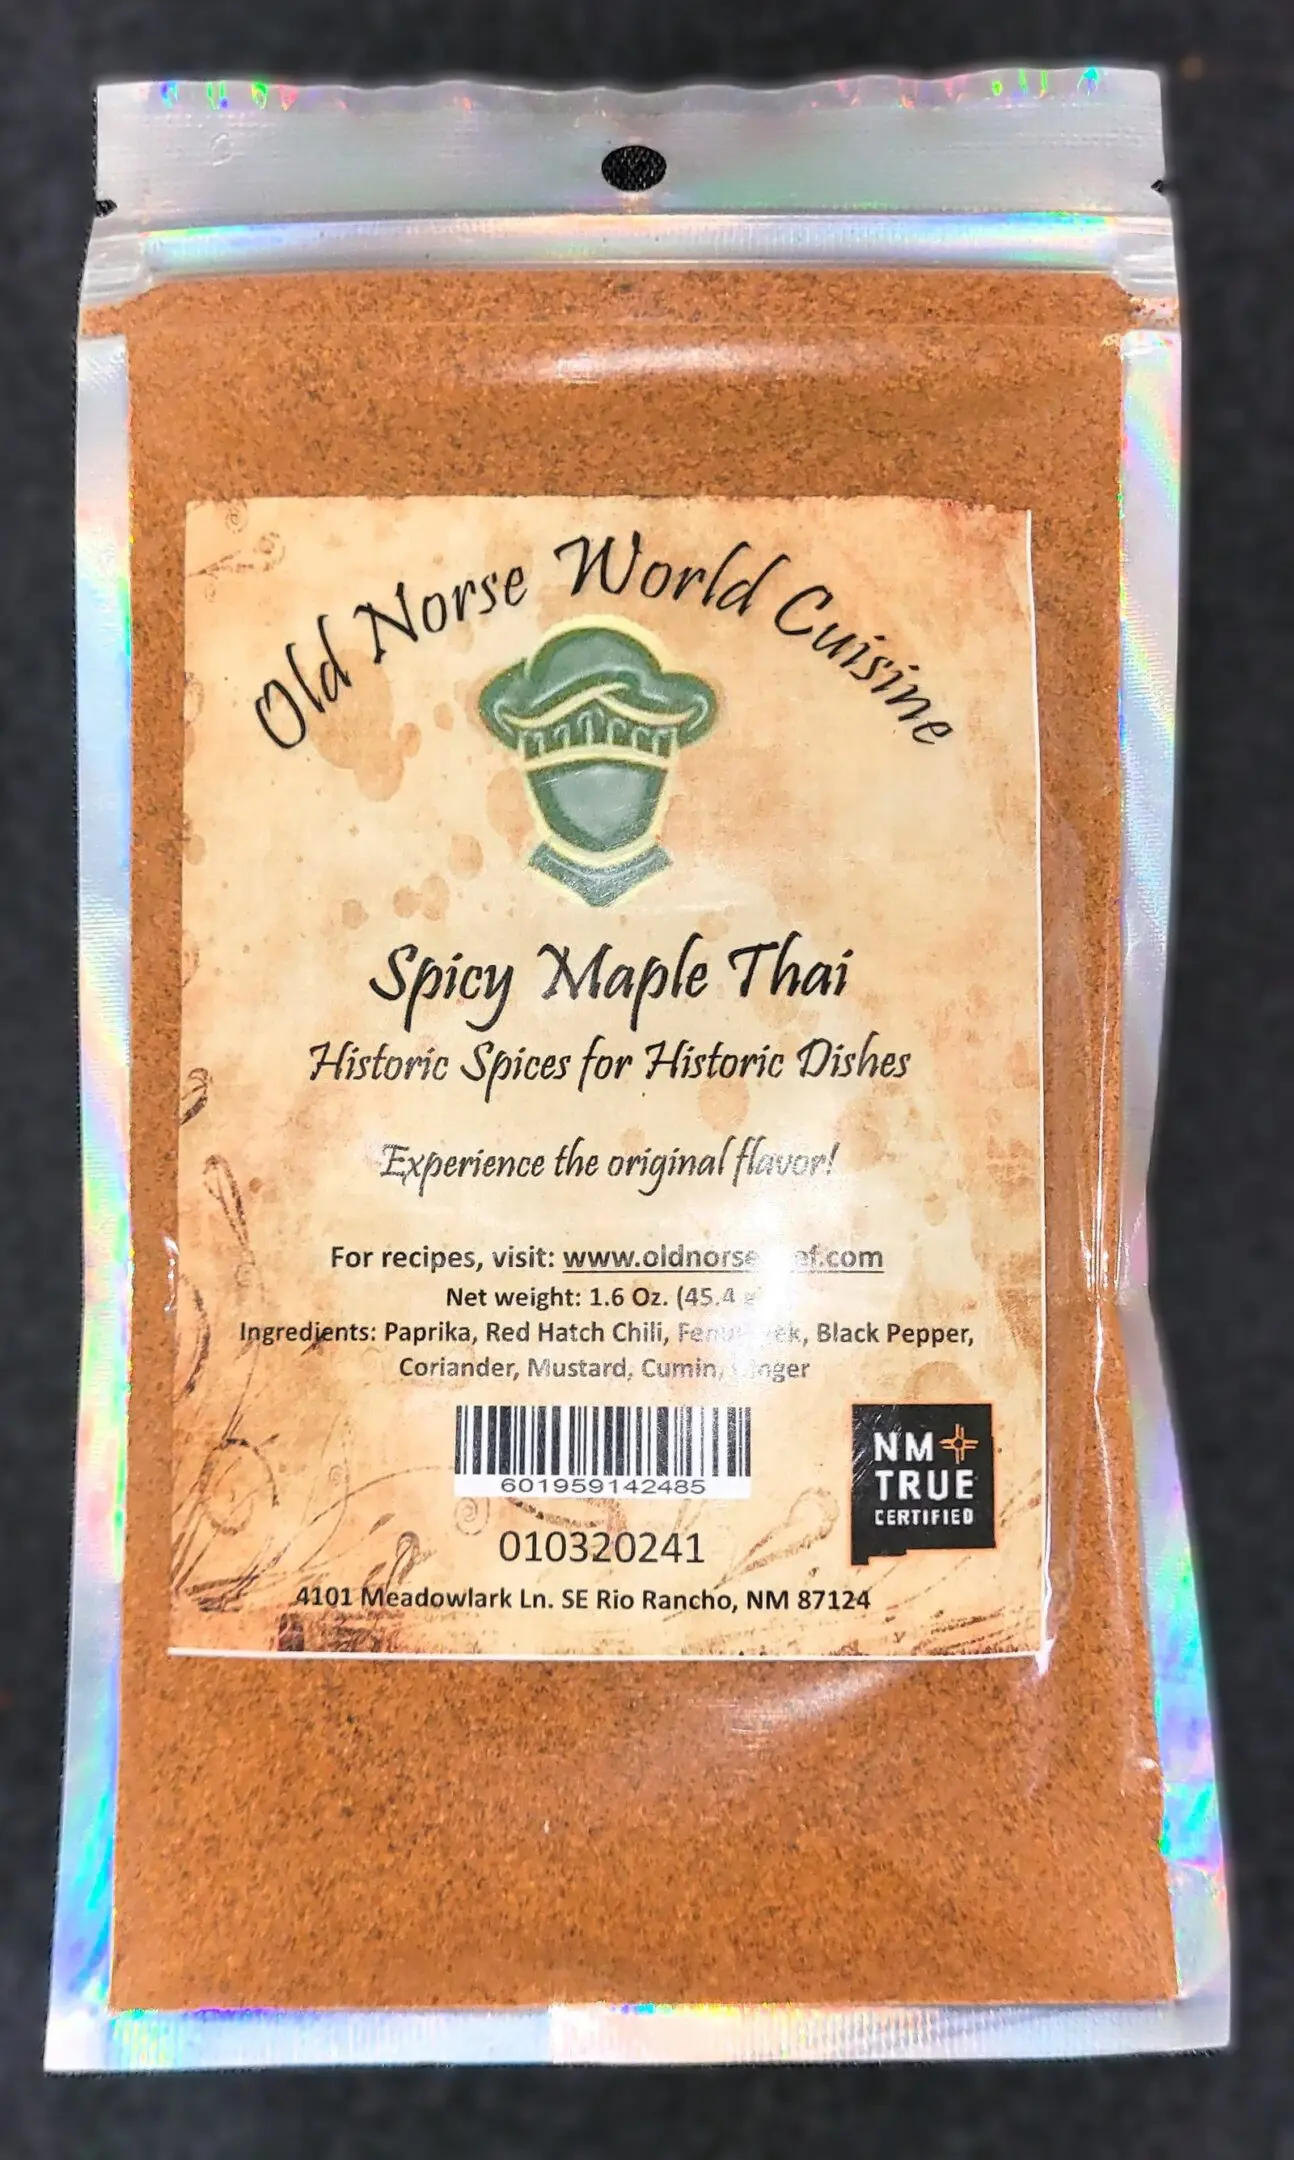 Old Norse World Cuisine
Spicy Maple Thai
Historic Spices for Historic Dishes
Experience the original flavor!
For recipes, visit:
Net weight: 1.6 Oz. (45.4
Ingredients: Paprika, Red Hatch Chili, Black Pepper,
Coriander, Mustard, Cumin,
601959142485
NM
TRUE
CERTIFIED
010320241
4101 Meadowlark Ln. SE Rio Rancho, NM 87124